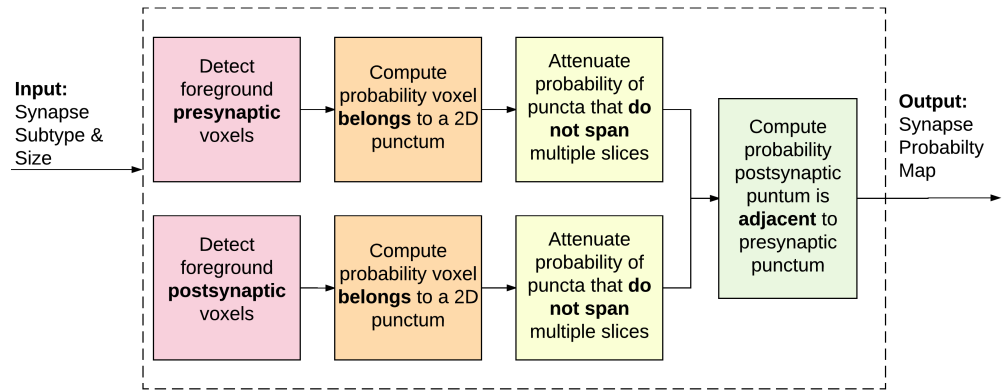 Input:
Synapse
Subtype &
Size
Detect
foreground
presynaptic
voxels
Compute
probability voxel
belongs to a 2D
punctum
Attenuate
probability of
puncta that do
not span
multiple slices
Detect
foreground
postsynaptic
voxels
Compute
probability voxel
belongs to a 2D
punctum
Attenuate
probability of
puncta that do
not span
multiple slices
Compute
probability
postsynaptic
puntum is
adjacent to
presynaptic
punctum
Output:
Synapse
Probabilty
Map